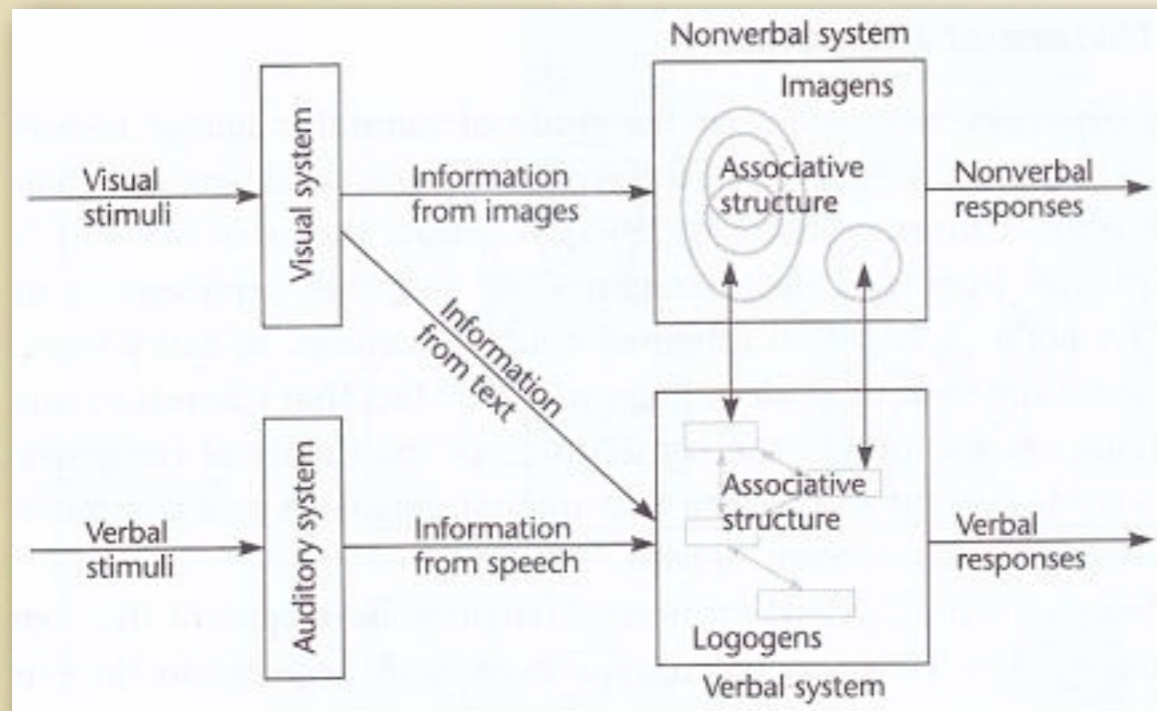 Nonverbal system
Imagens
Visual system
Visual
stimuli
Information
from images
Associative
structure
Nonverbal
responses
Information
from text
Auditory system
Verbal
stimuli
Information
from speech
Associative
structure
Verbal
responses
Logogens
Verbal system